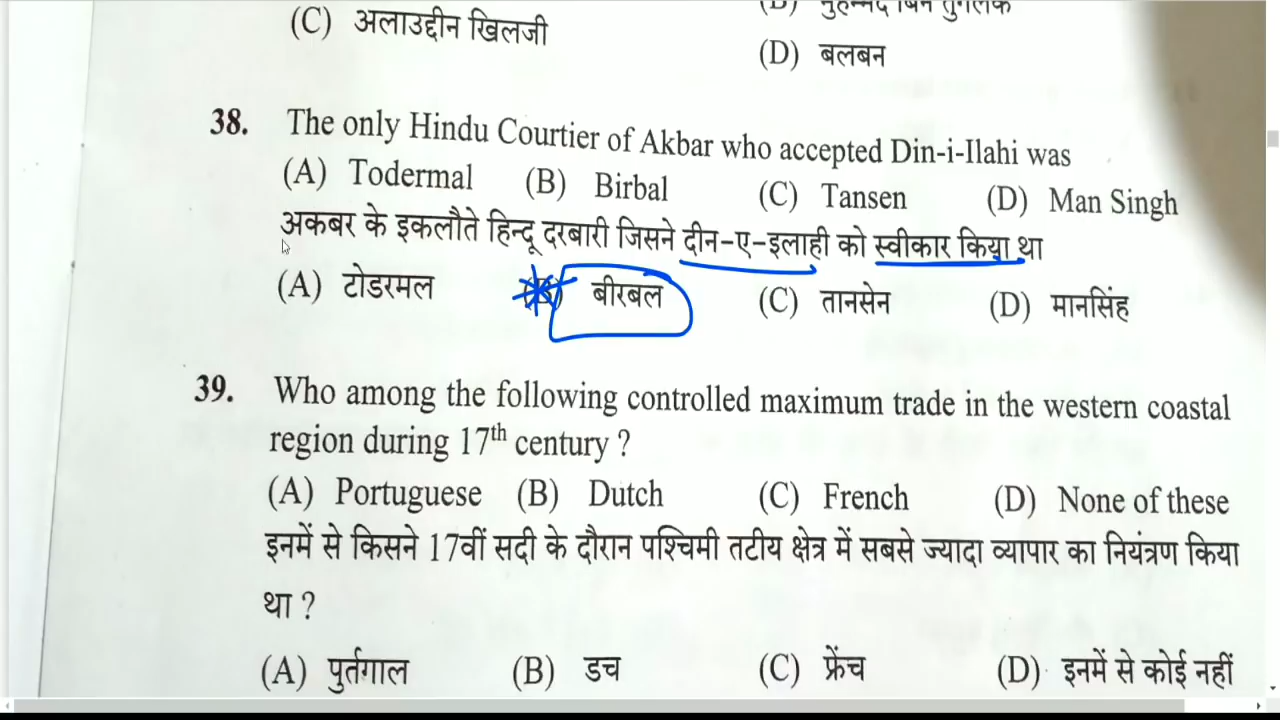 (C) अलाउद्दीन खिलजी
(B) मुहम्मद बिन तुगलक
(D) बलबन
38. The only Hindu Courtier of Akbar who accepted Din-i-Ilahi was
(A) Todermal (B) Birbal (C) Tansen (D) Man Singh
अकबर के इकलौते हिन्दू दरबारी जिसने दीन-ए-इलाही को स्वीकार किया था
(A) टोडरमल (B) बीरबल (C) तानसेन (D) मानसिंह
39. Who among the following controlled maximum trade in the western coastal
region during 17th century ?
(A) Portuguese (B) Dutch (C) French (D) None of these
इनमें से किसने 17वीं सदी के दौरान पश्चिमी तटीय क्षेत्र में सबसे ज्यादा व्यापार का नियंत्रण किया
था ?
(A) पुर्तगाल (B) डच (C) फ्रेंच (D) इनमें से कोई नहीं